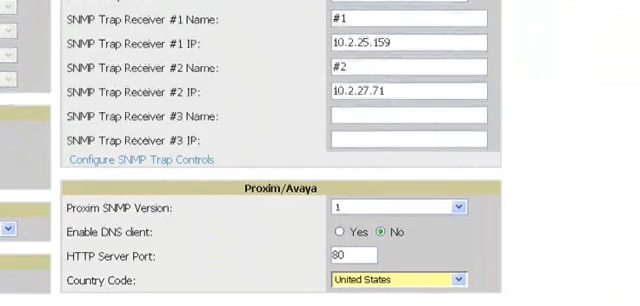 SNMP Trap Receiver #1 Name: #1
SNMP Trap Receiver #1 IP: 10.2.25.159
SNMP Trap Receiver #2 Name: #2
SNMP Trap Receiver #2 IP: 10.2.27.71
SNMP Trap Receiver #3 Name:
SNMP Trap Receiver #3 IP:
Configure SNMP Trap Controls
Proxim/Avaya
Proxim SNMP Version: 1
Enable DNS client: Yes No
HTTP Server Port: 80
Country Code: United States